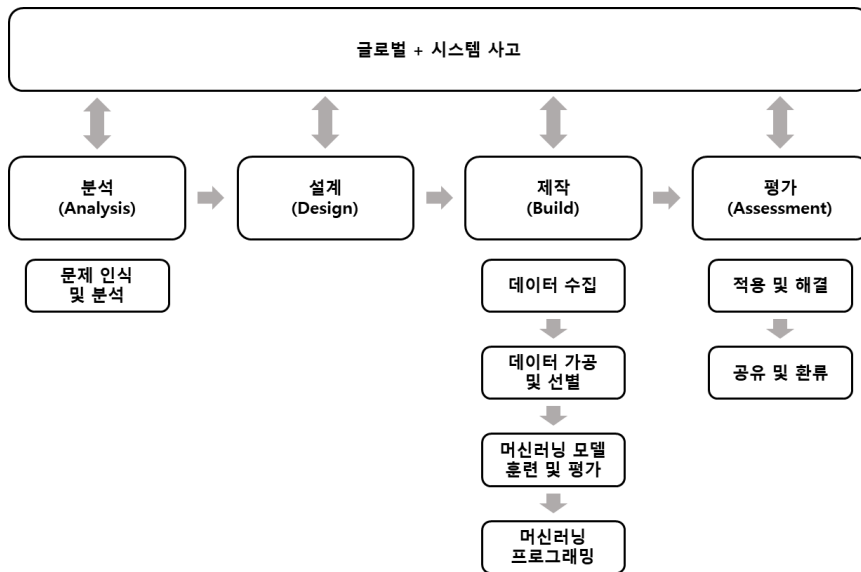 글로벌 + 시스템 사고
분석
(Analysis)
설계
(Design)
제작
(Build)
평가
(Assessment)
문제 인식
및 분석
데이터 수집
적용 및 해결
데이터 가공
및 선별
공유 및 환류
머신러닝 모델
훈련 및 평가
머신러닝
프로그래밍